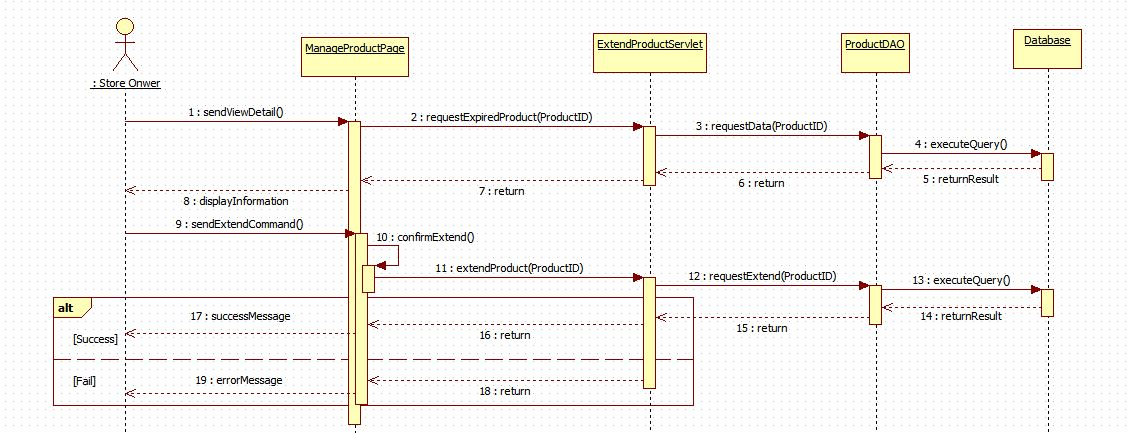 ManageProductPage
ExtendProductServlet
ProductDAO
Database
: Store Onwer
1 : sendViewDetail()
2 : requestExpiredProduct(ProductID)
3 : requestData(ProductID)
4 : executeQuery()
5 : returnResult
6 : return
7 : return
8 : displayInformation
9 : sendExtendCommand()
10 : confirmExtend()
11 : extendProduct(ProductID)
12 : requestExtend(ProductID)
13 : executeQuery()
14 : returnResult
15 : return
16 : return
17 : successMessage
alt
[Success]
[Fail]
18 : return
19 : errorMessage